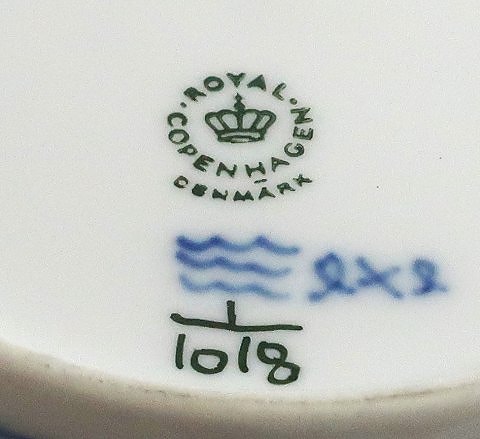 ROYAL
COPENHAGEN
DENMARK
1
1018